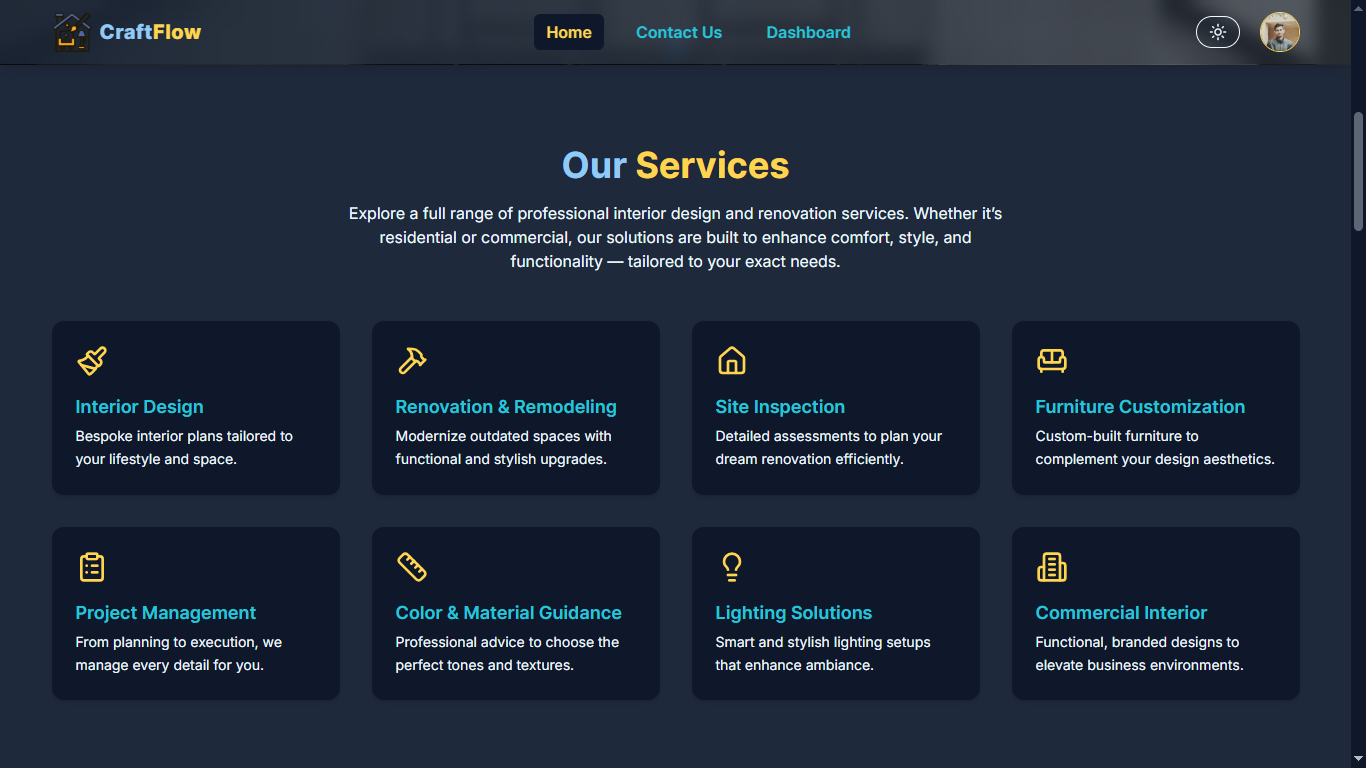 CraftFlow
Home
Contact Us
Dashboard
Our Services
Explore a full range of professional interior design and renovation services. Whether it’s
residential or commercial, our solutions are built to enhance comfort, style, and
functionality — tailored to your exact needs.
Interior Design
Bespoke interior plans tailored to
your lifestyle and space.
Renovation & Remodeling
Modernize outdated spaces with
functional and stylish upgrades.
Site Inspection
Detailed assessments to plan your
dream renovation efficiently.
Furniture Customization
Custom-built furniture to
complement your design aesthetics.
Project Management
From planning to execution, we
manage every detail for you.
Color & Material Guidance
Professional advice to choose the
perfect tones and textures.
Lighting Solutions
Smart and stylish lighting setups
that enhance ambiance.
Commercial Interior
Functional, branded designs to
elevate business environments.